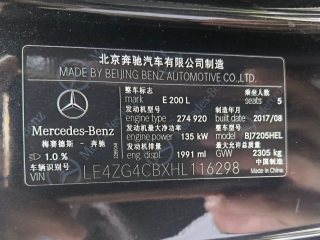 北京奔驰汽车有限公司制造
MADE BY BEIJING BENZ AUTOMOTIVE CO.,LTD.
整车标志 乘坐人数
mark E 200 L seats 5
发动机型号 制造年月
engine type 274 920 2017/08
发动机最大净功率 整车型号
engine power 135 kW model BJ7205HEL
发动机排量 最大允许总质量
eng. displ. 1991 ml GVW 2305 kg
Mercedes-Benz
梅赛德斯-奔驰
1.0 %
中国制造
Made in China
车辆识别号
VIN LE4ZG4CBXHL116298